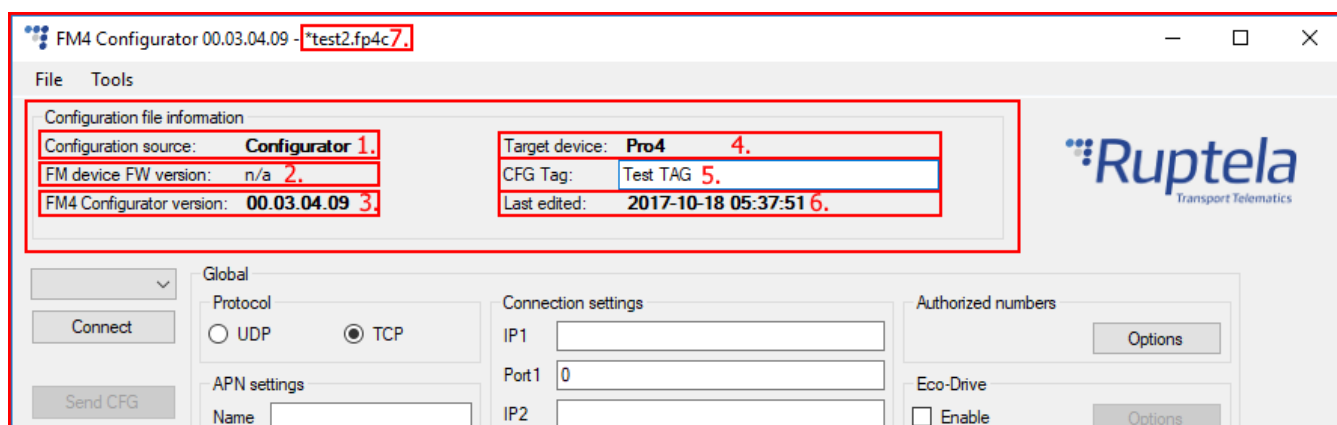 FM4 Configurator 00.03.04.09 - *test2.fp4c 7.
File Tools
Configuration file information
Configuration source: Configurator 1. Target device: Pro4 4.
FM device FW version: n/a 2. CFG Tag: Test TAG 5.
FM4 Configurator version: 00.03.04.09 3. Last edited: 2017-10-18 05:37:51 6.
Ruptela
Transport Telematics
Global
Protocol Connection settings Authorized numbers
Connect UDP TCP IP1 Options
Port1 0
APN settings Eco-Drive
Send CFG Name IP2 Enable Options